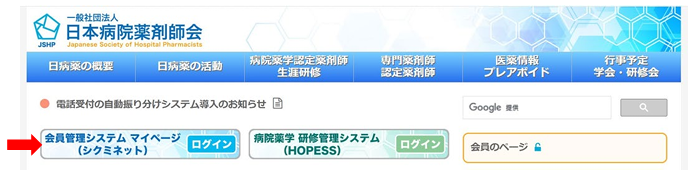 一般社団法人
日本病院薬剤師会
JSHP
Japanese Society of Hospital Pharmacists
日病薬の概要
日病薬の活動
病院薬学認定薬剤師
生涯研修
専門薬剤師
認定薬剤師
医薬情報
プレアボイド
行事予定
学会・研修会
電話受付の自動振り分けシステム導入のお知らせ
Google 提供
会員管理システム マイページ
(シクミネット)
ログイン
病院薬学 研修管理システム
(HOPESS)
ログイン
会員のページ